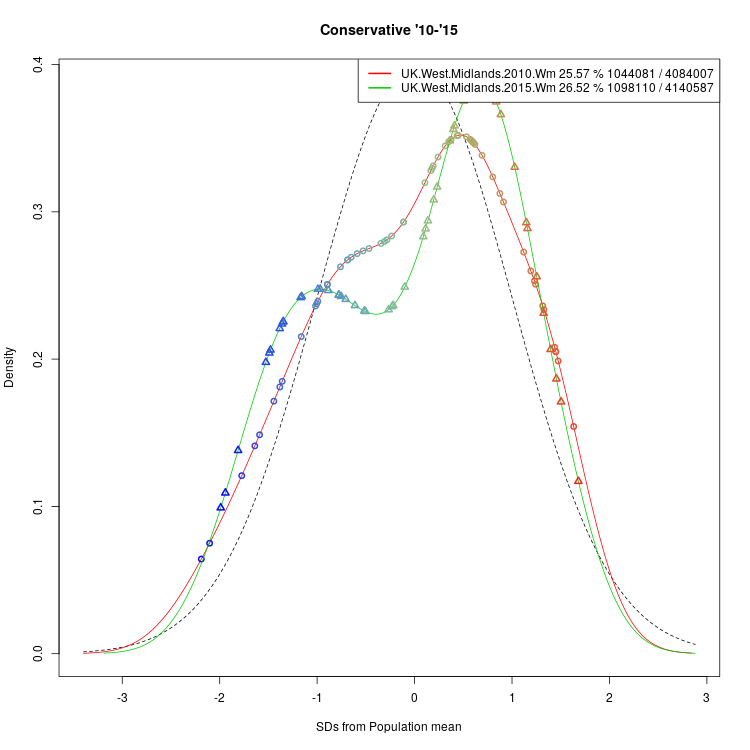 Conservative '10-'15
UK.West.Midlands.2010.Wm 25.57 % 1044081 / 4084007
UK.West.Midlands.2015.Wm 26.52 % 1098110 / 4140587
0.4
0.3
0.2
0.1
0.0
Density
-3 -2 -1 0 1 2 3
SDs from Population mean